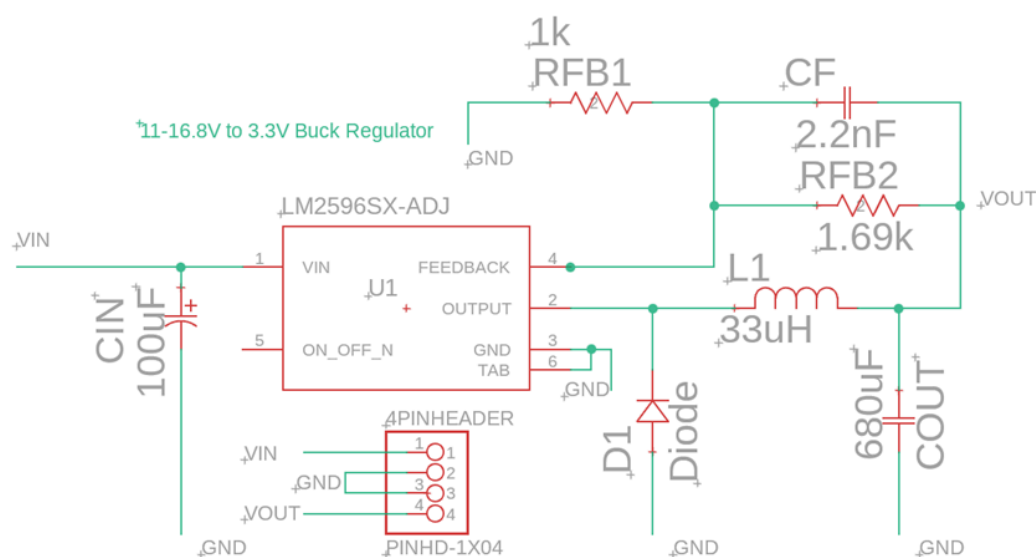 1k
RFB1
2
CF
2.2nF
11-16.8V to 3.3V Buck Regulator
GND
RFB2
2
1.69k
VOUT
LM2596SX-ADJ
VIN
1
VIN
FEEDBACK
4
U1
OUTPUT
2
5
ON_OFF_N
GND
3
TAB
6
GND
CIN
100uF
L1
33uH
D1
Diode
680uF
COUT
4PINHEADER
VIN
1
1
GND
2
3
3
VOUT
4
4
PINHD-1X04
GND
GND
GND